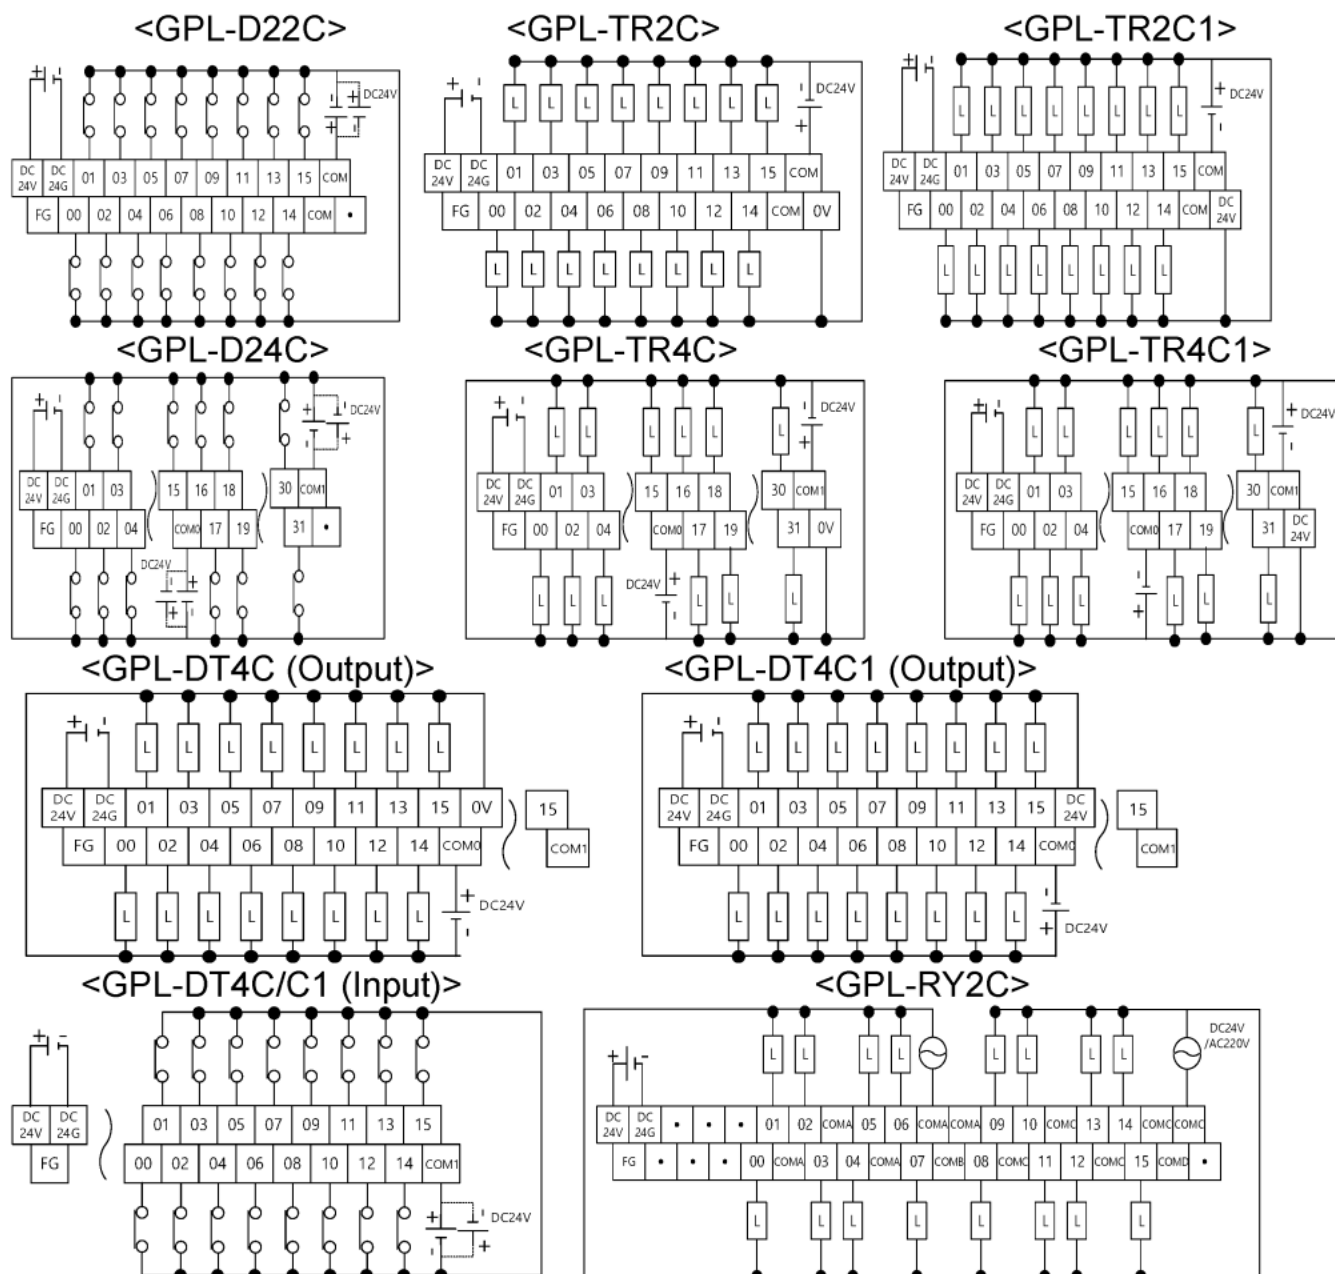 <GPL-D22C>
+ - - + DC24V
+ -
DC 24V DC 24G 01 03 05 07 09 11 13 15 COM
FG 00 02 04 06 08 10 12 14 COM •
<GPL-TR2C>
L L L L L L L L
+ - - DC24V
+
DC 24V DC 24G 01 03 05 07 09 11 13 15 COM
FG 00 02 04 06 08 10 12 14 COM 0V
L L L L L L L L
<GPL-TR2C1>
+ - + DC24V
L L L L L L L L -
DC 24V DC 24G 01 03 05 07 09 11 13 15 COM
FG 00 02 04 06 08 10 12 14 COM DC 24V
L L L L L L L L
<GPL-D24C>
+ - + - DC24V
- +
DC 24V DC 24G 01 03 15 16 18 30 COM1
FG 00 02 04 COM0 17 19 31 •
DC24V - +
+ -
<GPL-TR4C>
+ - - DC24V
L L L L L L +
DC 24V DC 24G 01 03 15 16 18 30 COM1
FG 00 02 04 COM0 17 19 31 0V
DC24V +
L L L - L L L
<GPL-TR4C1>
+ - + DC24V
L L L L L L -
DC 24V DC 24G 01 03 15 16 18 30 COM1
FG 00 02 04 COM0 17 19 31 DC 24V
-
L L L + L L L
<GPL-DT4C (Output)>
+ -
L L L L L L L L
DC 24V DC 24G 01 03 05 07 09 11 13 15 0V 15
FG 00 02 04 06 08 10 12 14 COM0 COM1
L L L L L L L L + DC24V
-
<GPL-DT4C1 (Output)>
+ -
L L L L L L L L
DC 24V DC 24G 01 03 05 07 09 11 13 15 DC 24V 15
FG 00 02 04 06 08 10 12 14 COM0 COM1
L L L L L L L L -
+ DC24V
<GPL-DT4C/C1 (Input)>
+ -
DC 24V DC 24G 01 03 05 07 09 11 13 15
FG 00 02 04 06 08 10 12 14 COM1
+ - DC24V
- +
<GPL-RY2C>
DC24V
/AC220V
+ - L L L L L L L L
DC 24V DC 24G • • • 01 02 COMA 05 06 COMA COMA 09 10 COMC 13 14 COMC COMC
FG • • • 00 COMA 03 04 COMA 07 COMB 08 COMC 11 12 COMC 15 COMD •
L L L L L L L L